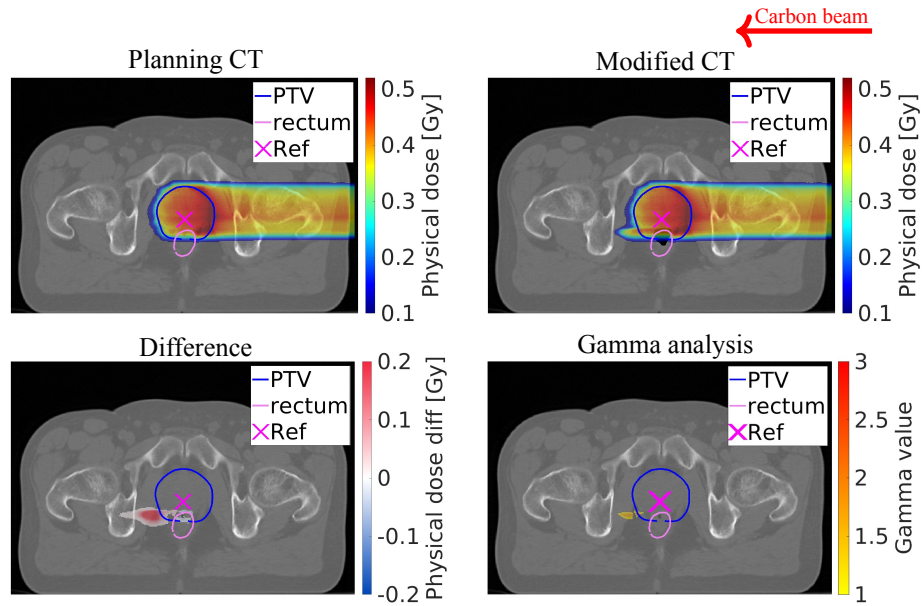 Carbon beam
Planning CT
PTV
rectum
Ref
0.5
0.4
0.3
0.2
0.1
Physical dose [Gy]
Modified CT
PTV
rectum
Ref
0.5
0.4
0.3
0.2
0.1
Physical dose [Gy]
Difference
PTV
rectum
Ref
0.2
0.1
0
-0.1
-0.2
Physical dose diff [Gy]
Gamma analysis
PTV
rectum
Ref
3
2.5
2
1.5
1
Gamma value